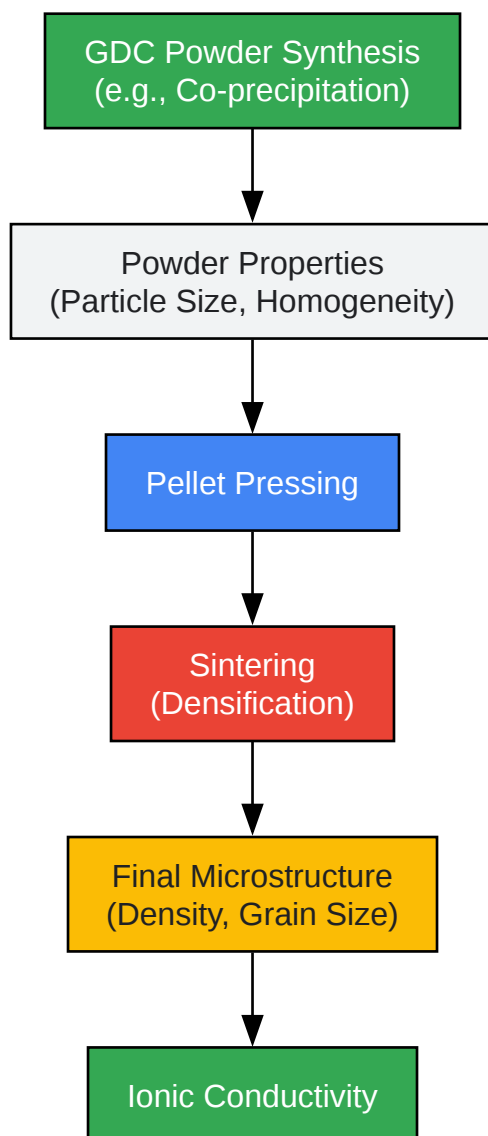 GDC Powder Synthesis
(e.g., Co-precipitation)
Powder Properties
(Particle Size, Homogeneity)
Pellet Pressing
Sintering
(Densification)
Final Microstructure
(Density, Grain Size)
Ionic Conductivity